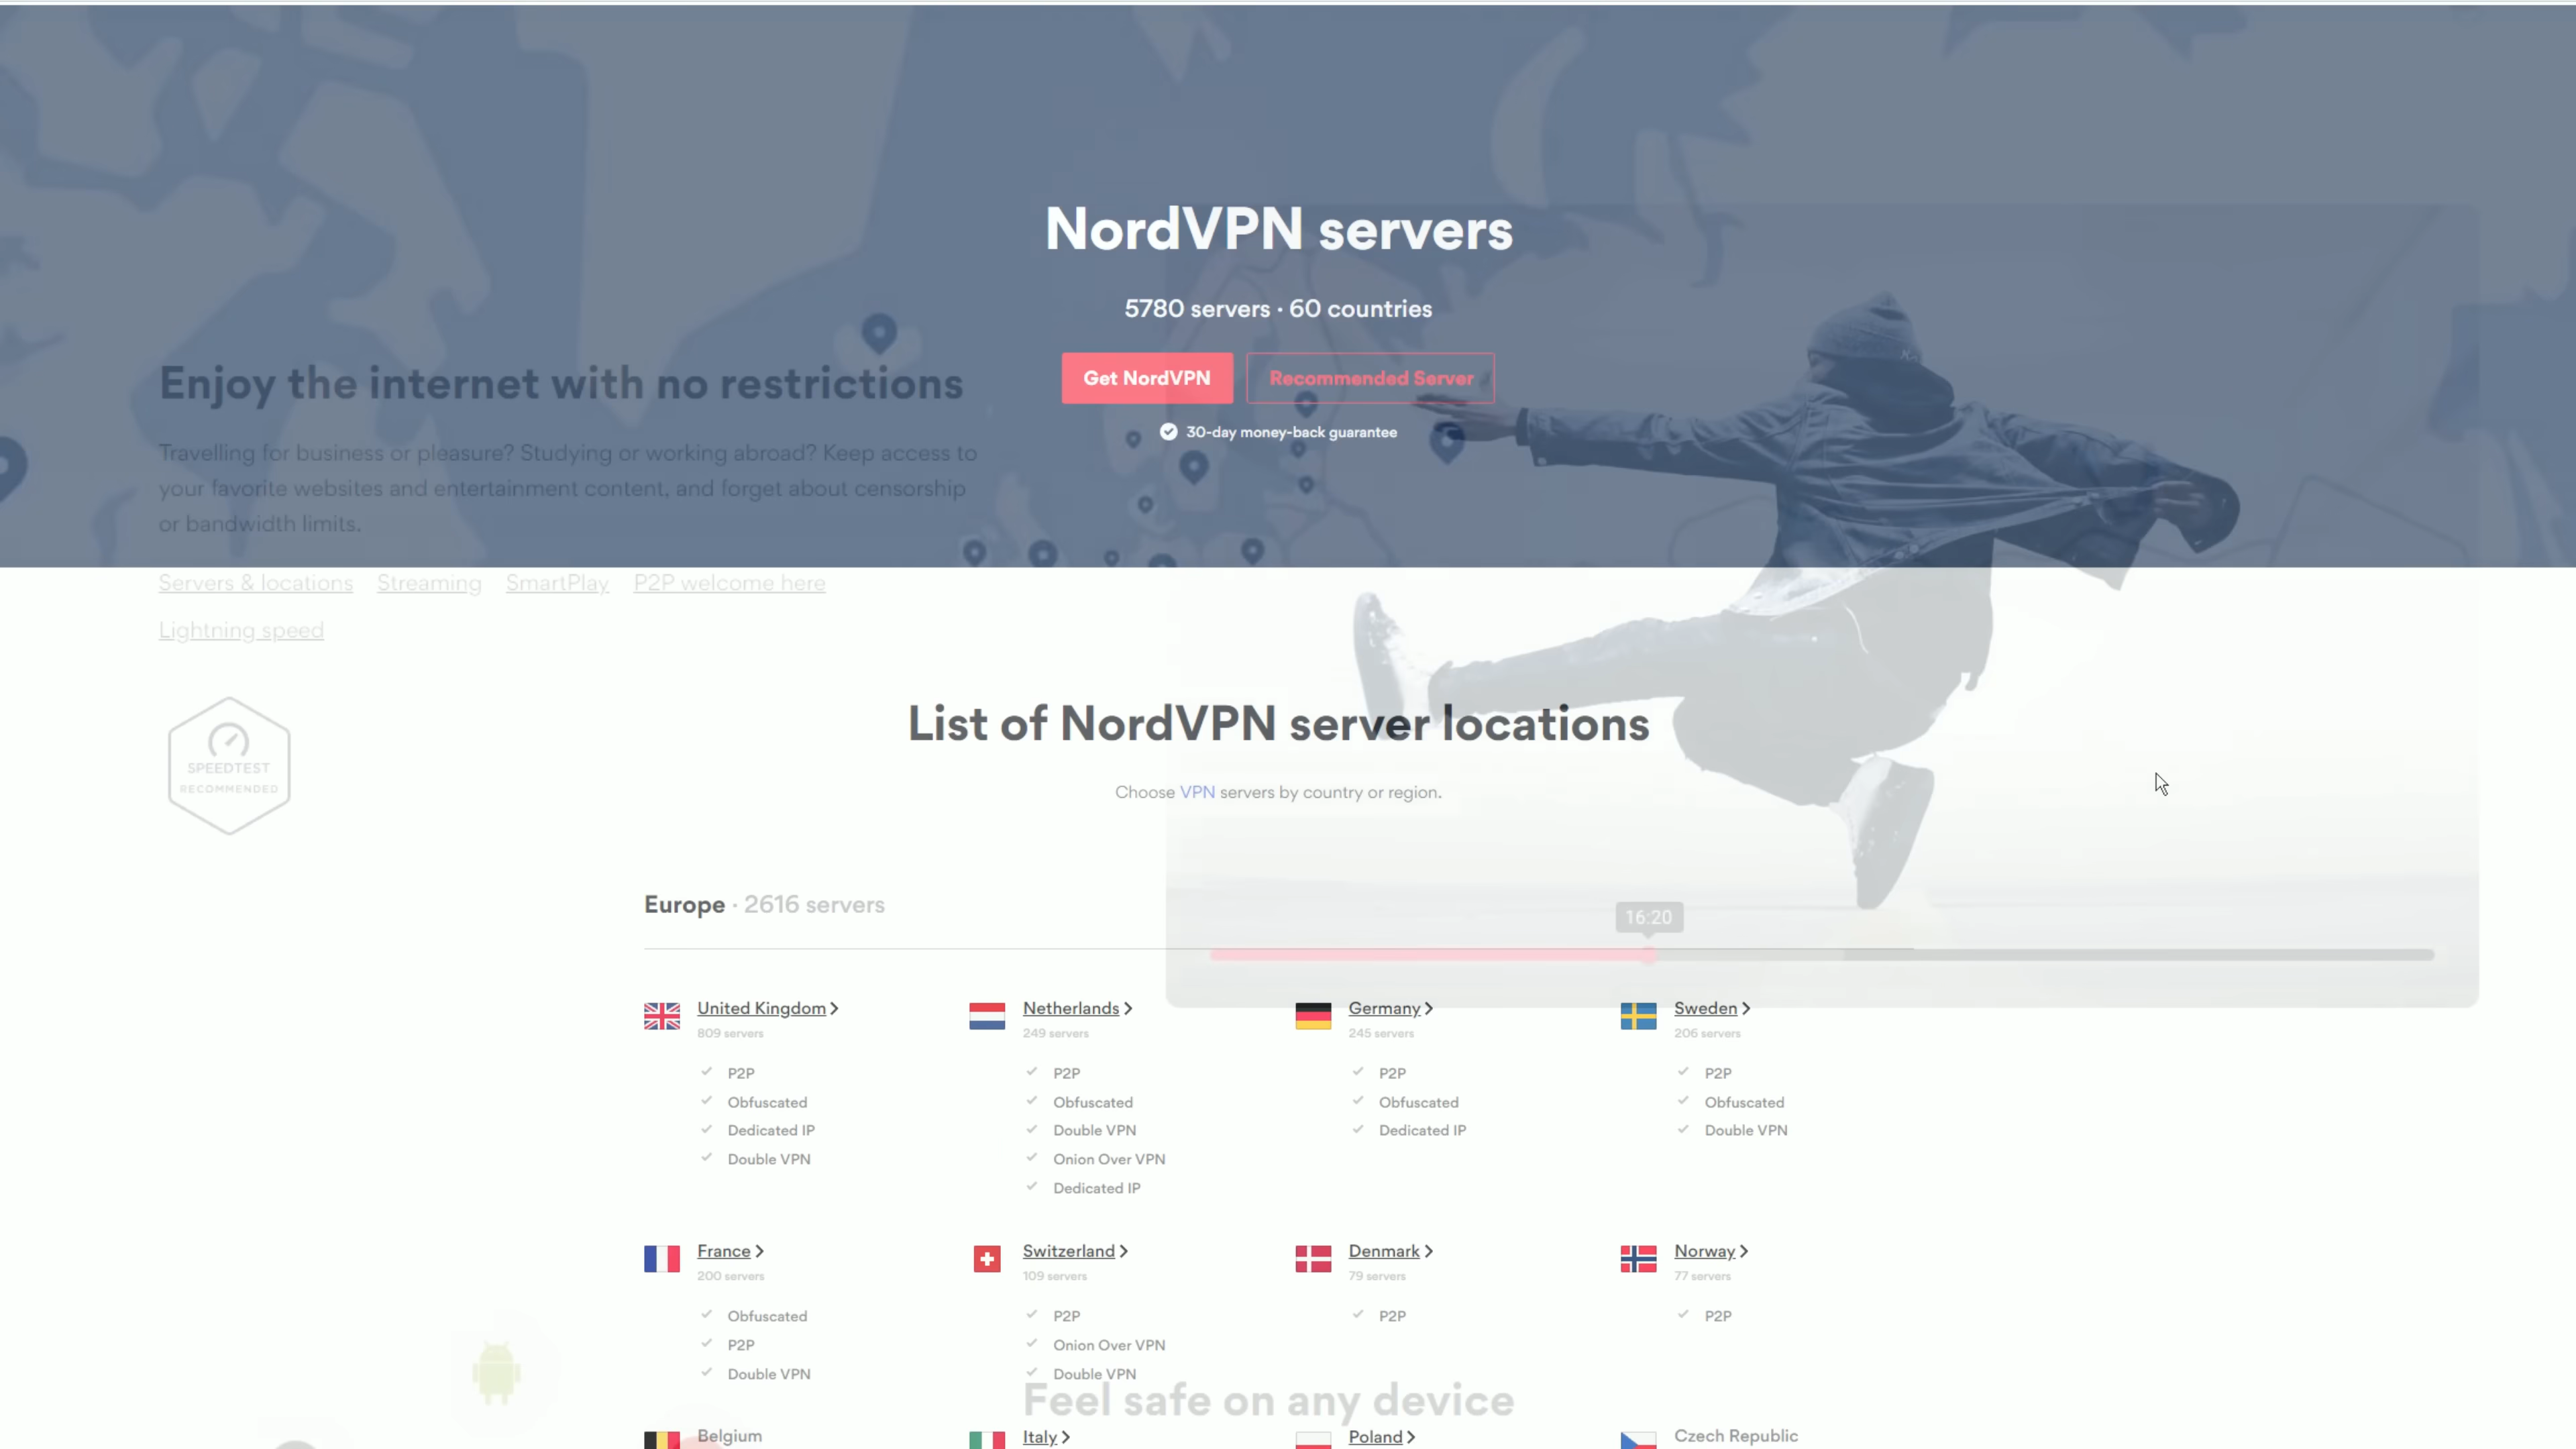 NordVPN servers
5780 servers · 60 countries
Get NordVPN
Recommended Server
30-day money-back guarantee
Enjoy the internet with no restrictions
Travelling for business or pleasure? Studying or working abroad? Keep access to
your favorite websites and entertainment content, and forget about censorship
or bandwidth limits.
Servers & locations Streaming SmartPlay P2P welcome here
Lightning speed
SPEEDTEST
RECOMMENDED
List of NordVPN server locations
Choose VPN servers by country or region.
Europe · 2616 servers
16:20
United Kingdom
809 servers
P2P
Obfuscated
Dedicated IP
Double VPN
Netherlands
249 servers
P2P
Obfuscated
Double VPN
Onion Over VPN
Dedicated IP
Germany
245 servers
P2P
Obfuscated
Dedicated IP
Sweden
206 servers
P2P
Obfuscated
Double VPN
France
200 servers
Obfuscated
P2P
Double VPN
Switzerland
109 servers
P2P
Onion Over VPN
Double VPN
Denmark
79 servers
P2P
Norway
77 servers
P2P
Feel safe on any device
Belgium
Italy
Poland
Czech Republic